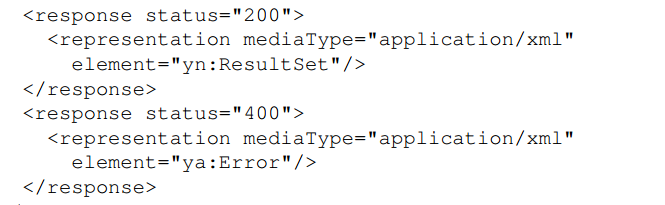 <response status="200">
  <representation mediaType="application/xml"
    element="yn:ResultSet"/>
</response>
<response status="400">
  <representation mediaType="application/xml"
    element="ya:Error"/>
</response>